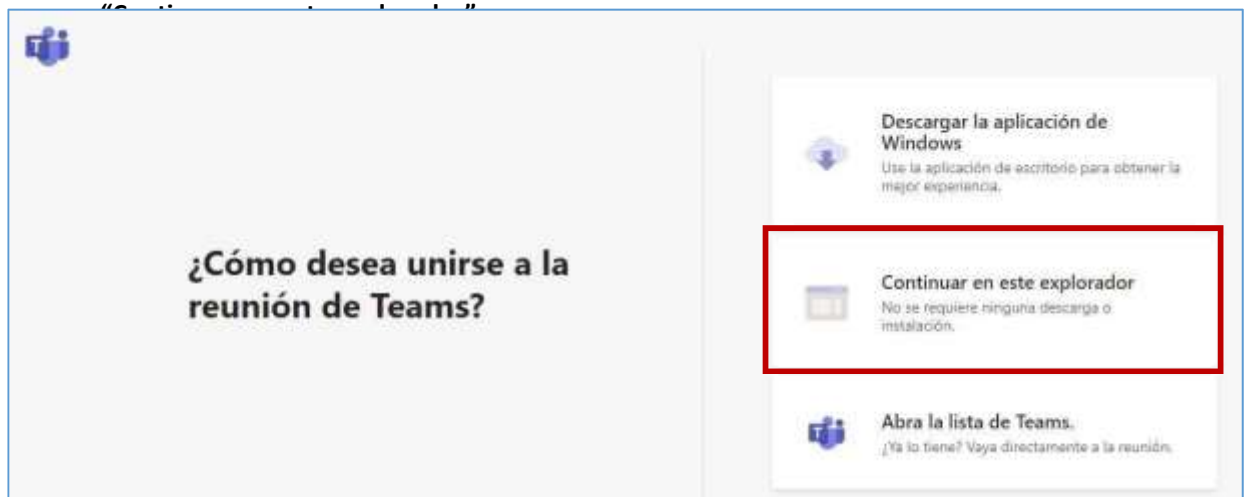 ¿Cómo desea unirse a la
reunión de Teams?
Descargar la aplicación de
Windows
Use la aplicación de escritorio para obtener la
mejor experiencia.
Continuar en este explorador
No se requiere ninguna descarga o
instalación.
Abra la lista de Teams.
¿Ya lo tiene? Vaya directamente a la reunión.